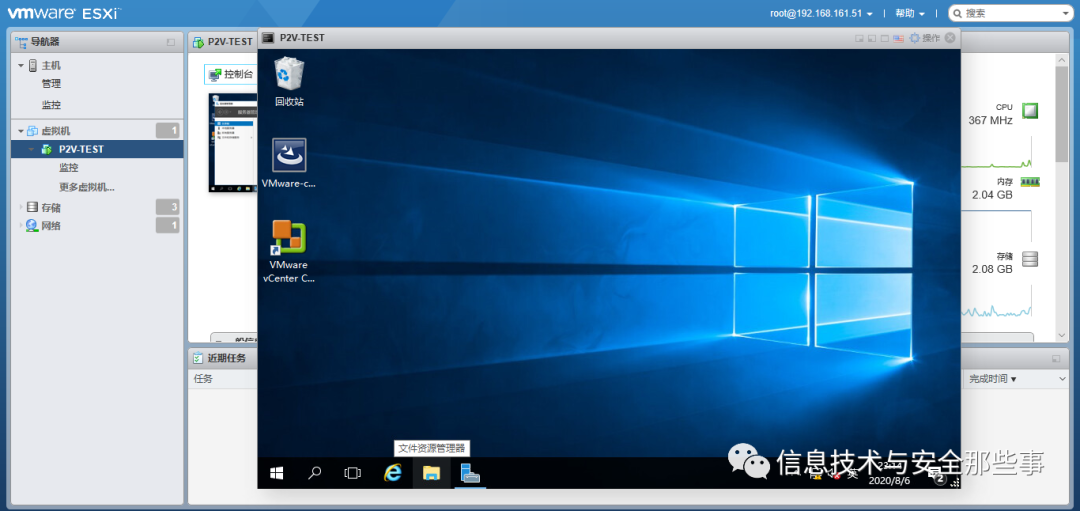 vmware ESXi
root@192.168.161.51
帮助
搜索
导航器
主机
管理
监控
虚拟机
1
P2V-TEST
监控
更多虚拟机...
存储
3
网络
1
P2V-TEST
控制台
P2V-TEST
操作
回收站
VMware-c...
VMware
vCenter C...
文件资源管理器
英
2020/8/6
2
CPU
367 MHz
内存
2.04 GB
存储
2.08 GB
近期任务
任务
完成时间
信息技术与安全那些事